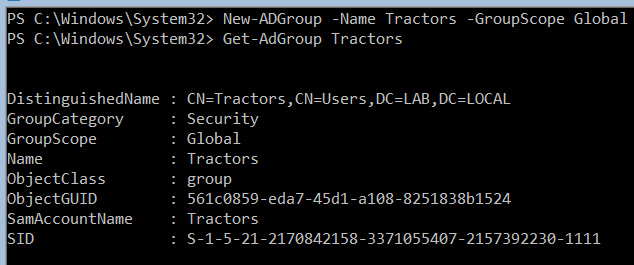 PS C:\Windows\System32> New-ADGroup -Name Tractors -GroupScope Global
PS C:\Windows\System32> Get-AdGroup Tractors
DistinguishedName : CN=Tractors,CN=Users,DC=LAB,DC=LOCAL
GroupCategory     : Security
GroupScope        : Global
Name              : Tractors
ObjectClass       : group
ObjectGUID        : 561c0859-eda7-45d1-a108-8251838b1524
SamAccountName    : Tractors
SID               : S-1-5-21-2170842158-3371055407-2157392230-1111